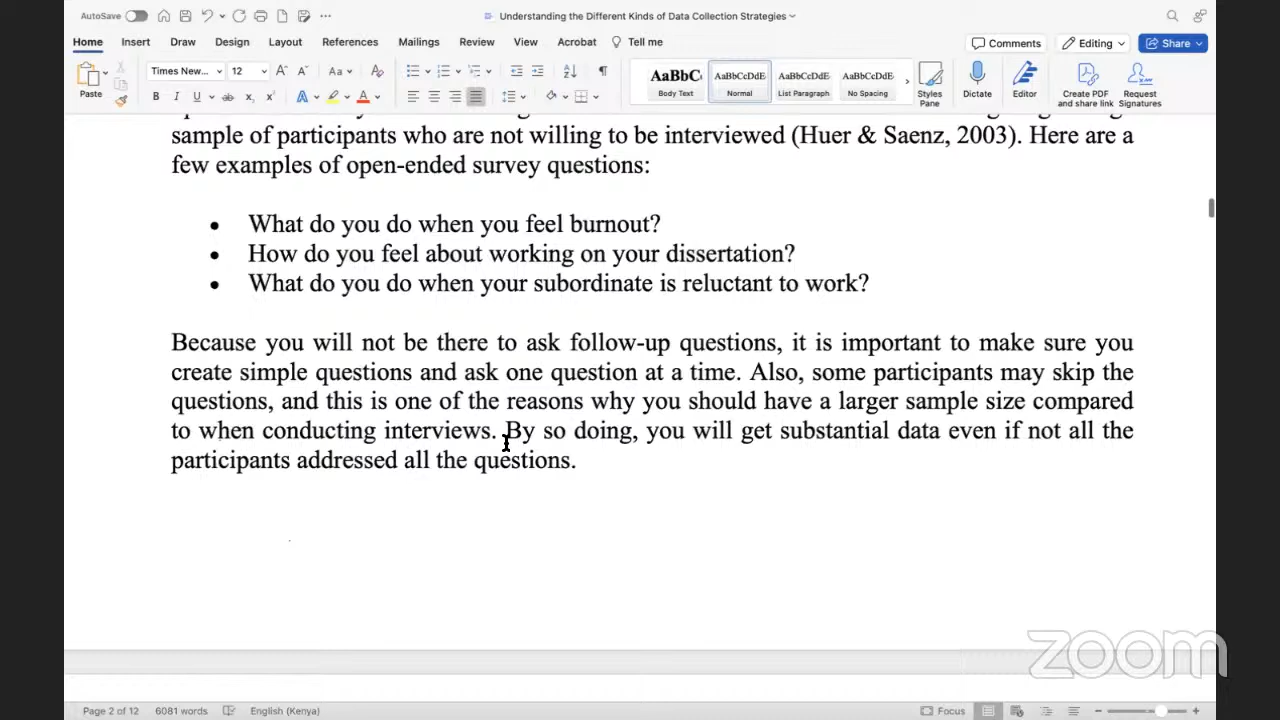 AutoSave
Understanding the Different Kinds of Data Collection Strategies
Home Insert Draw Design Layout References Mailings Review View Acrobat Tell me Comments Editing Share
Paste
Times New... 12 Aa
B I U ab x x A A
AaBbC AaBbCcDdE AaBbCcDdE AaBbCcDdE
Body Text Normal List Paragraph No Spacing
Styles Pane
Dictate
Editor
Create PDF and share link
Request Signatures
sample of participants who are not willing to be interviewed (Huer & Saenz, 2003). Here are a
few examples of open-ended survey questions:
• What do you do when you feel burnout?
• How do you feel about working on your dissertation?
• What do you do when your subordinate is reluctant to work?
Because you will not be there to ask follow-up questions, it is important to make sure you
create simple questions and ask one question at a time. Also, some participants may skip the
questions, and this is one of the reasons why you should have a larger sample size compared
to when conducting interviews. By so doing, you will get substantial data even if not all the
participants addressed all the questions.
zoom
Page 2 of 12 6081 words English (Kenya) Focus